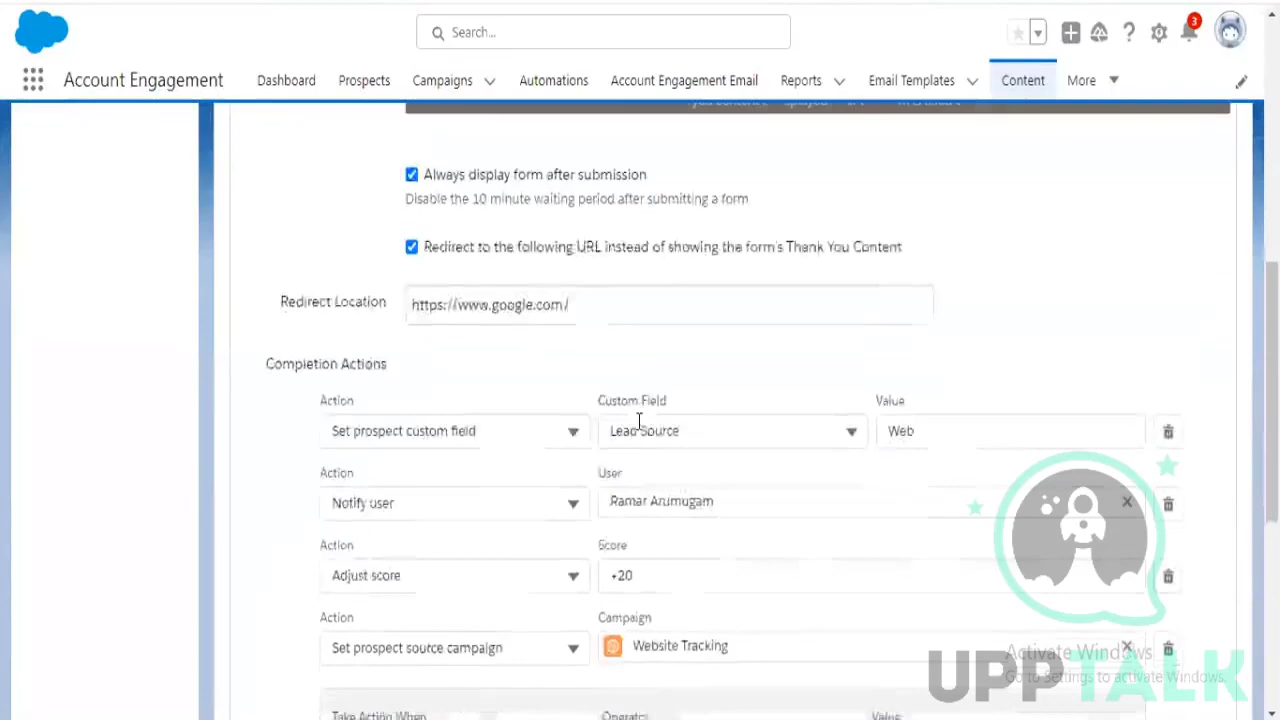 Search...
3
Account Engagement Dashboard Prospects Campaigns Automations Account Engagement Email Reports Email Templates Content More
Always display form after submission
Disable the 10 minute waiting period after submitting a form
Redirect to the following URL instead of showing the form's Thank You Content
Redirect Location https://www.google.com/
Completion Actions
Action Custom Field Value
Set prospect custom field Lead Source Web
Action User
Notify user Ramar Arumugam
Action Score
Adjust score +20
Action Campaign
Set prospect source campaign Website Tracking
Activate Windows
Go to Settings to activate Windows.
UPPTALK
Take Action When Operator Value